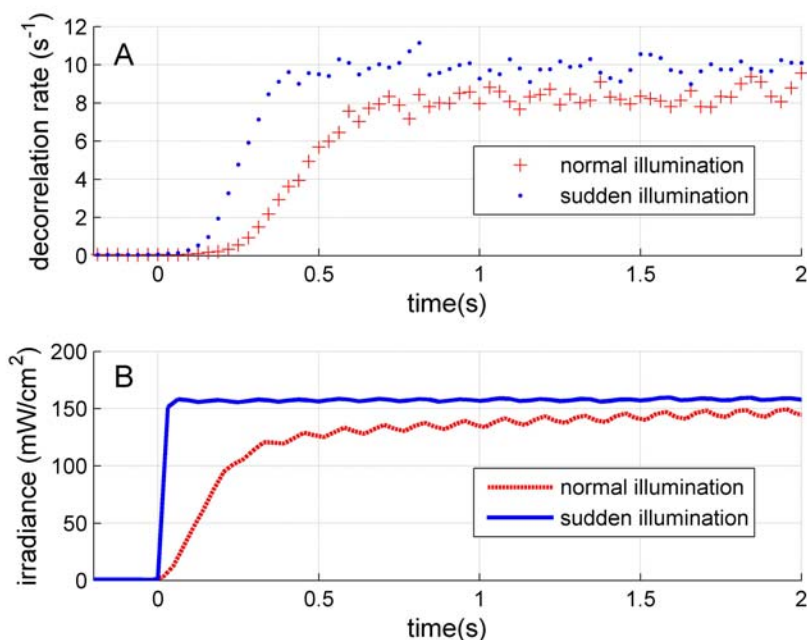 A
decorrelation rate (s⁻¹)
12
10
8
6
4
2
0
normal illumination
sudden illumination
0 0.5 1 1.5 2
time(s)
B
irradiance (mW/cm²)
200
150
100
50
0
normal illumination
sudden illumination
0 0.5 1 1.5 2
time(s)